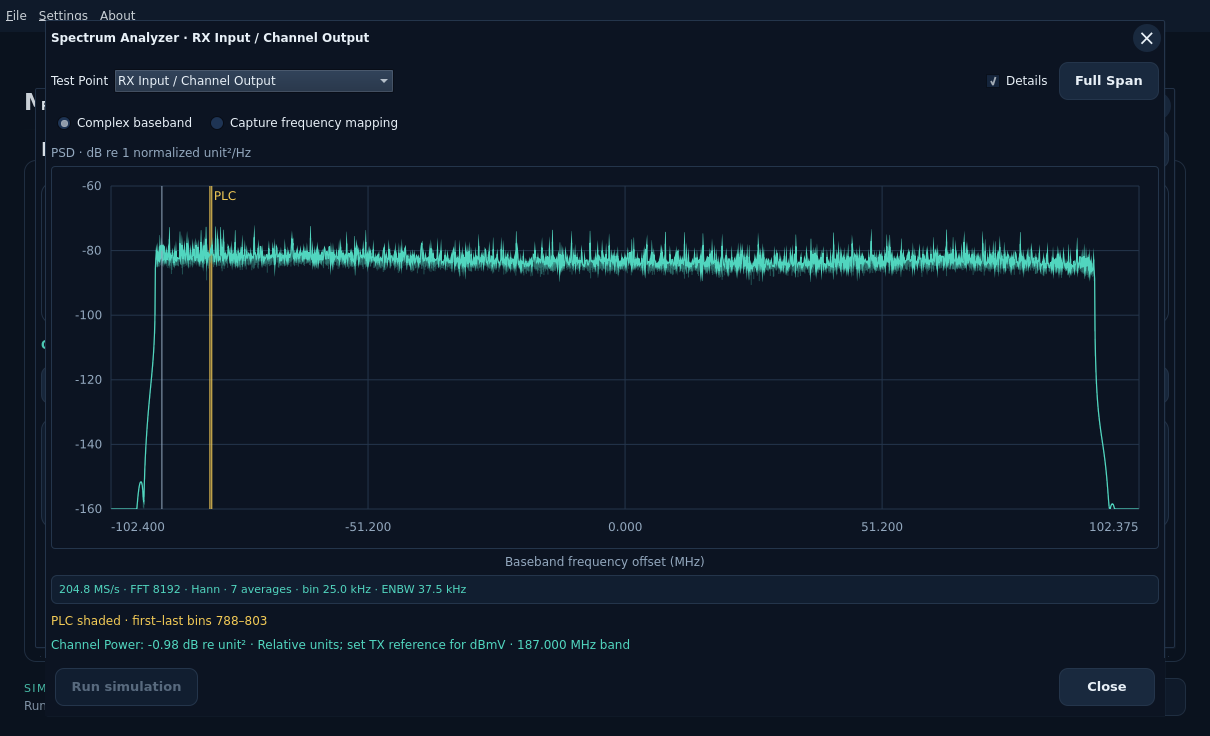 File Settings About
Spectrum Analyzer · RX Input / Channel Output
Test Point RX Input / Channel Output Details Full Span
Complex baseband Capture frequency mapping
PSD · dB re 1 normalized unit²/Hz
-60
PLC
-80
-100
-120
-140
-160
-102.400 -51.200 0.000 51.200 102.375
Baseband frequency offset (MHz)
204.8 MS/s · FFT 8192 · Hann · 7 averages · bin 25.0 kHz · ENBW 37.5 kHz
PLC shaded · first–last bins 788–803
Channel Power: -0.98 dB re unit² · Relative units; set TX reference for dBmV · 187.000 MHz band
SIM
Run simulation Close
Run